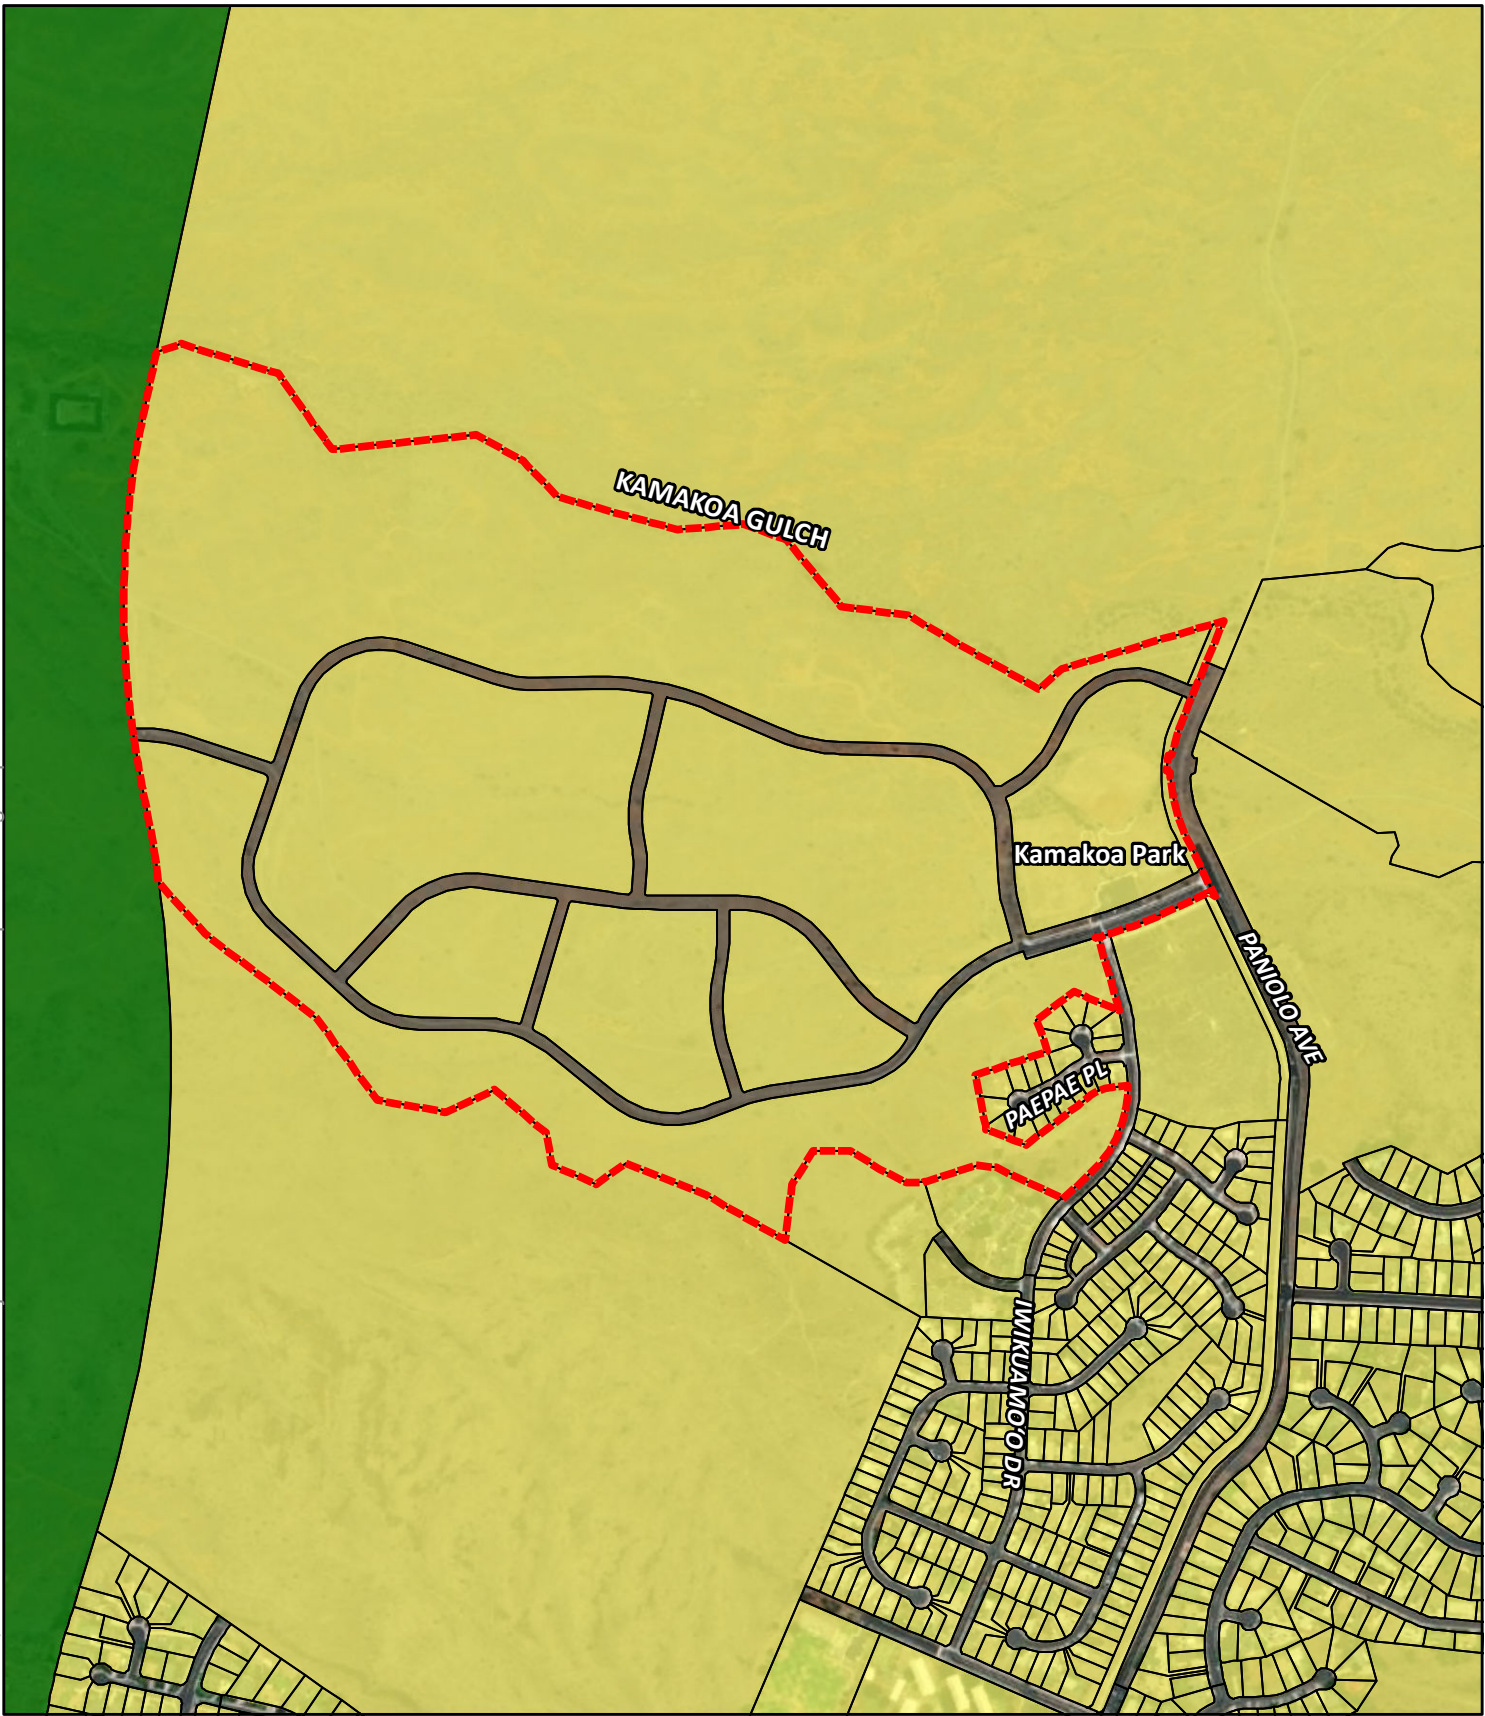 KAMAKOA GULCH
Kamakoa Park
PANIOLO AVE
PAEPAE PL
IWIKUAMO'O DR